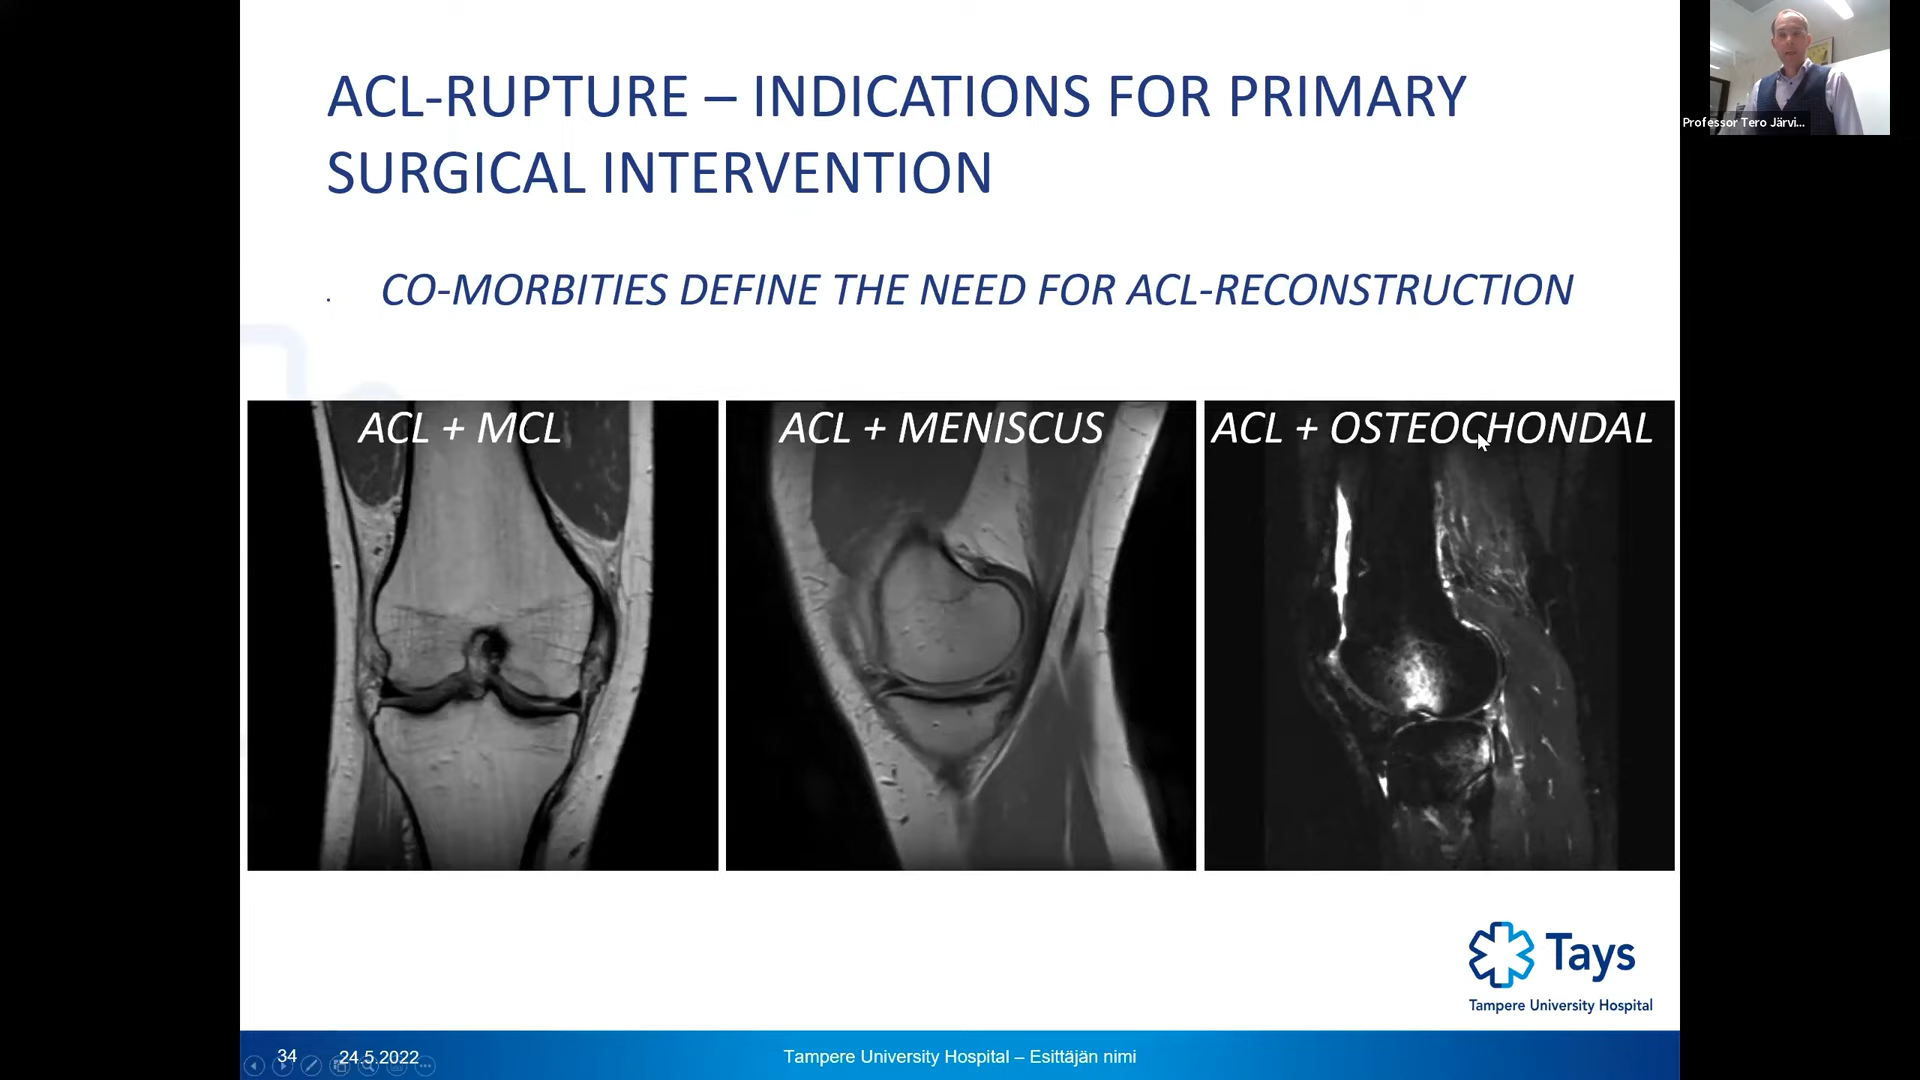 ACL-RUPTURE – INDICATIONS FOR PRIMARY
SURGICAL INTERVENTION
CO-MORBITIES DEFINE THE NEED FOR ACL-RECONSTRUCTION
ACL + MCL
ACL + MENISCUS
ACL + OSTEOCHONDAL
Professor Tero Järvi...
Tays
Tampere University Hospital
34
24.5.2022
Tampere University Hospital – Esittäjän nimi